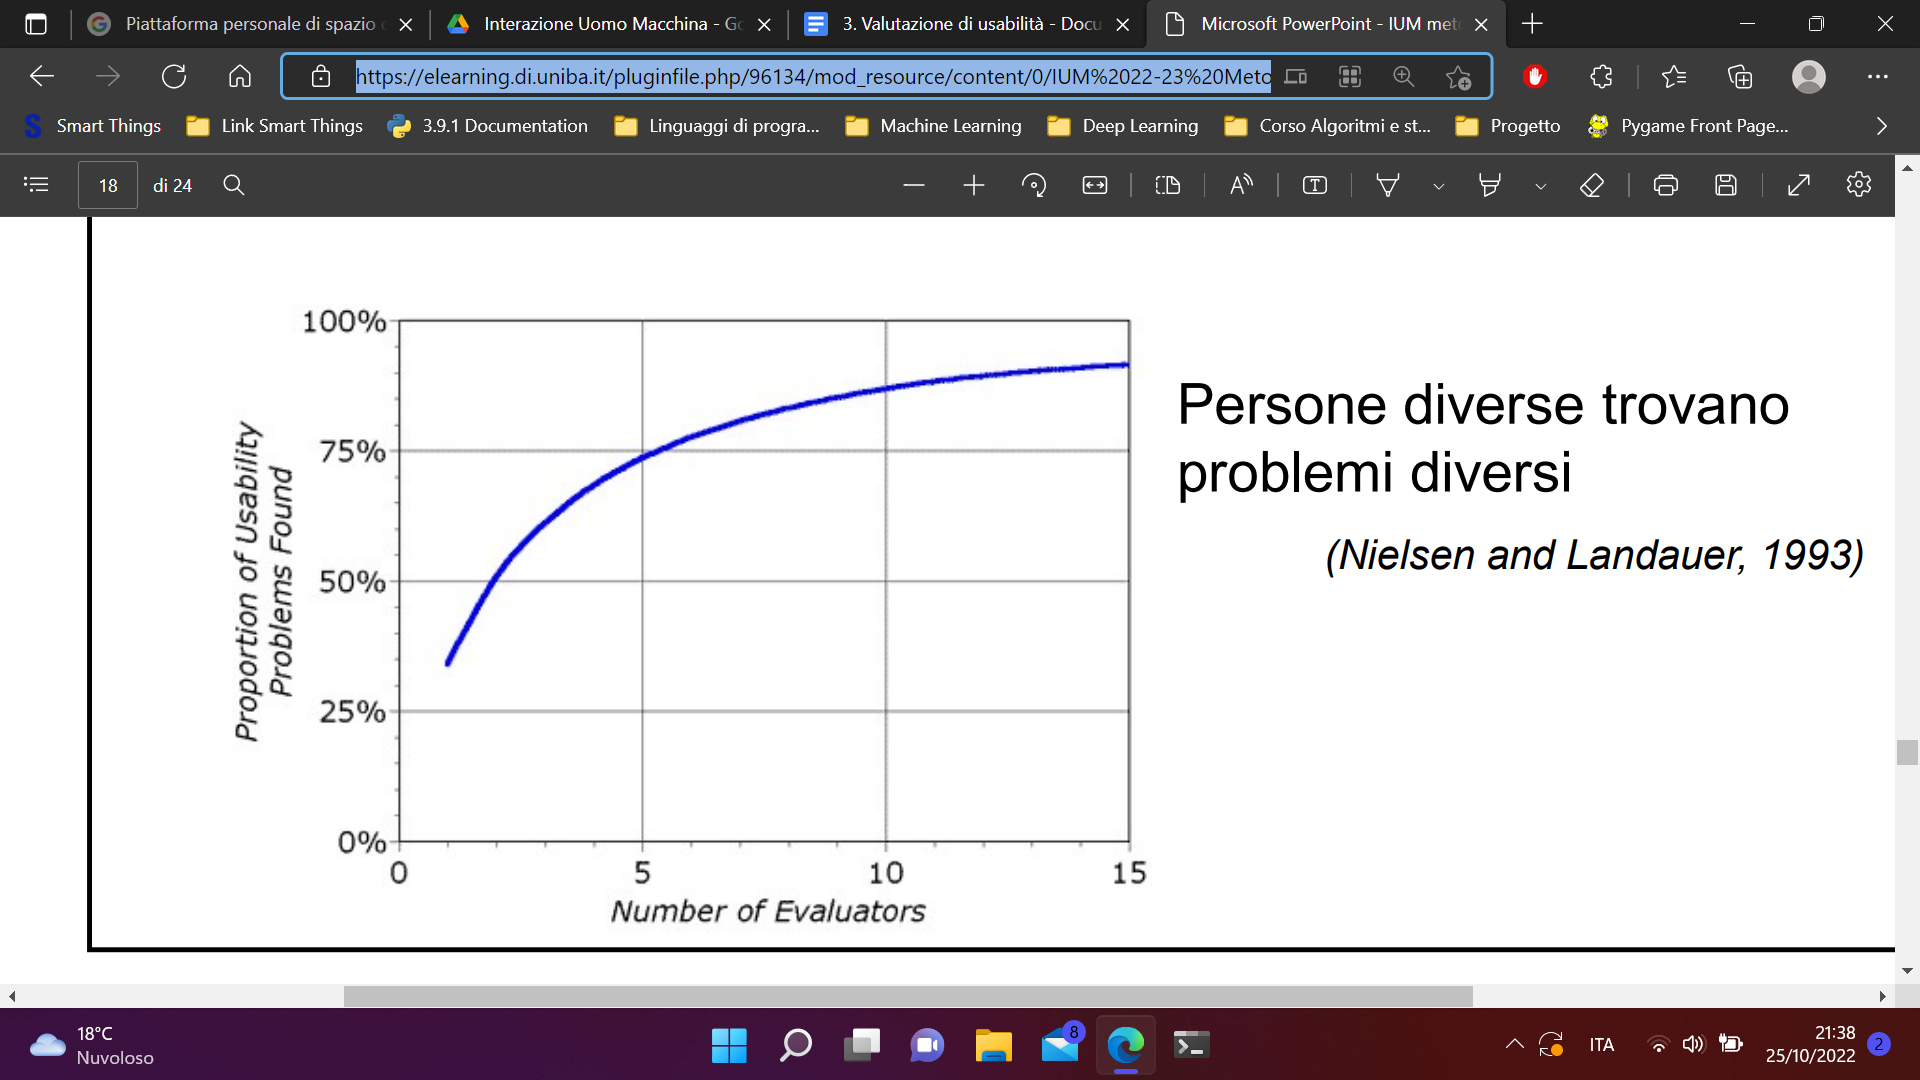 Piattaforma personale di spazio
Interazione Uomo Macchina - Go
3. Valutazione di usabilità - Docu
Microsoft PowerPoint - IUM met
https://elearning.di.uniba.it/pluginfile.php/96134/mod_resource/content/0/IUM%2022-23%20Meto
Smart Things
Link Smart Things
3.9.1 Documentation
Linguaggi di progra...
Machine Learning
Deep Learning
Corso Algoritmi e st...
Progetto
Pygame Front Page...
18
di 24
100%
75%
50%
25%
0%
Proportion of Usability
Problems Found
0
5
10
15
Number of Evaluators
Persone diverse trovano
problemi diversi
(Nielsen and Landauer, 1993)
18°C
Nuvoloso
8
ITA
21:38
25/10/2022
2